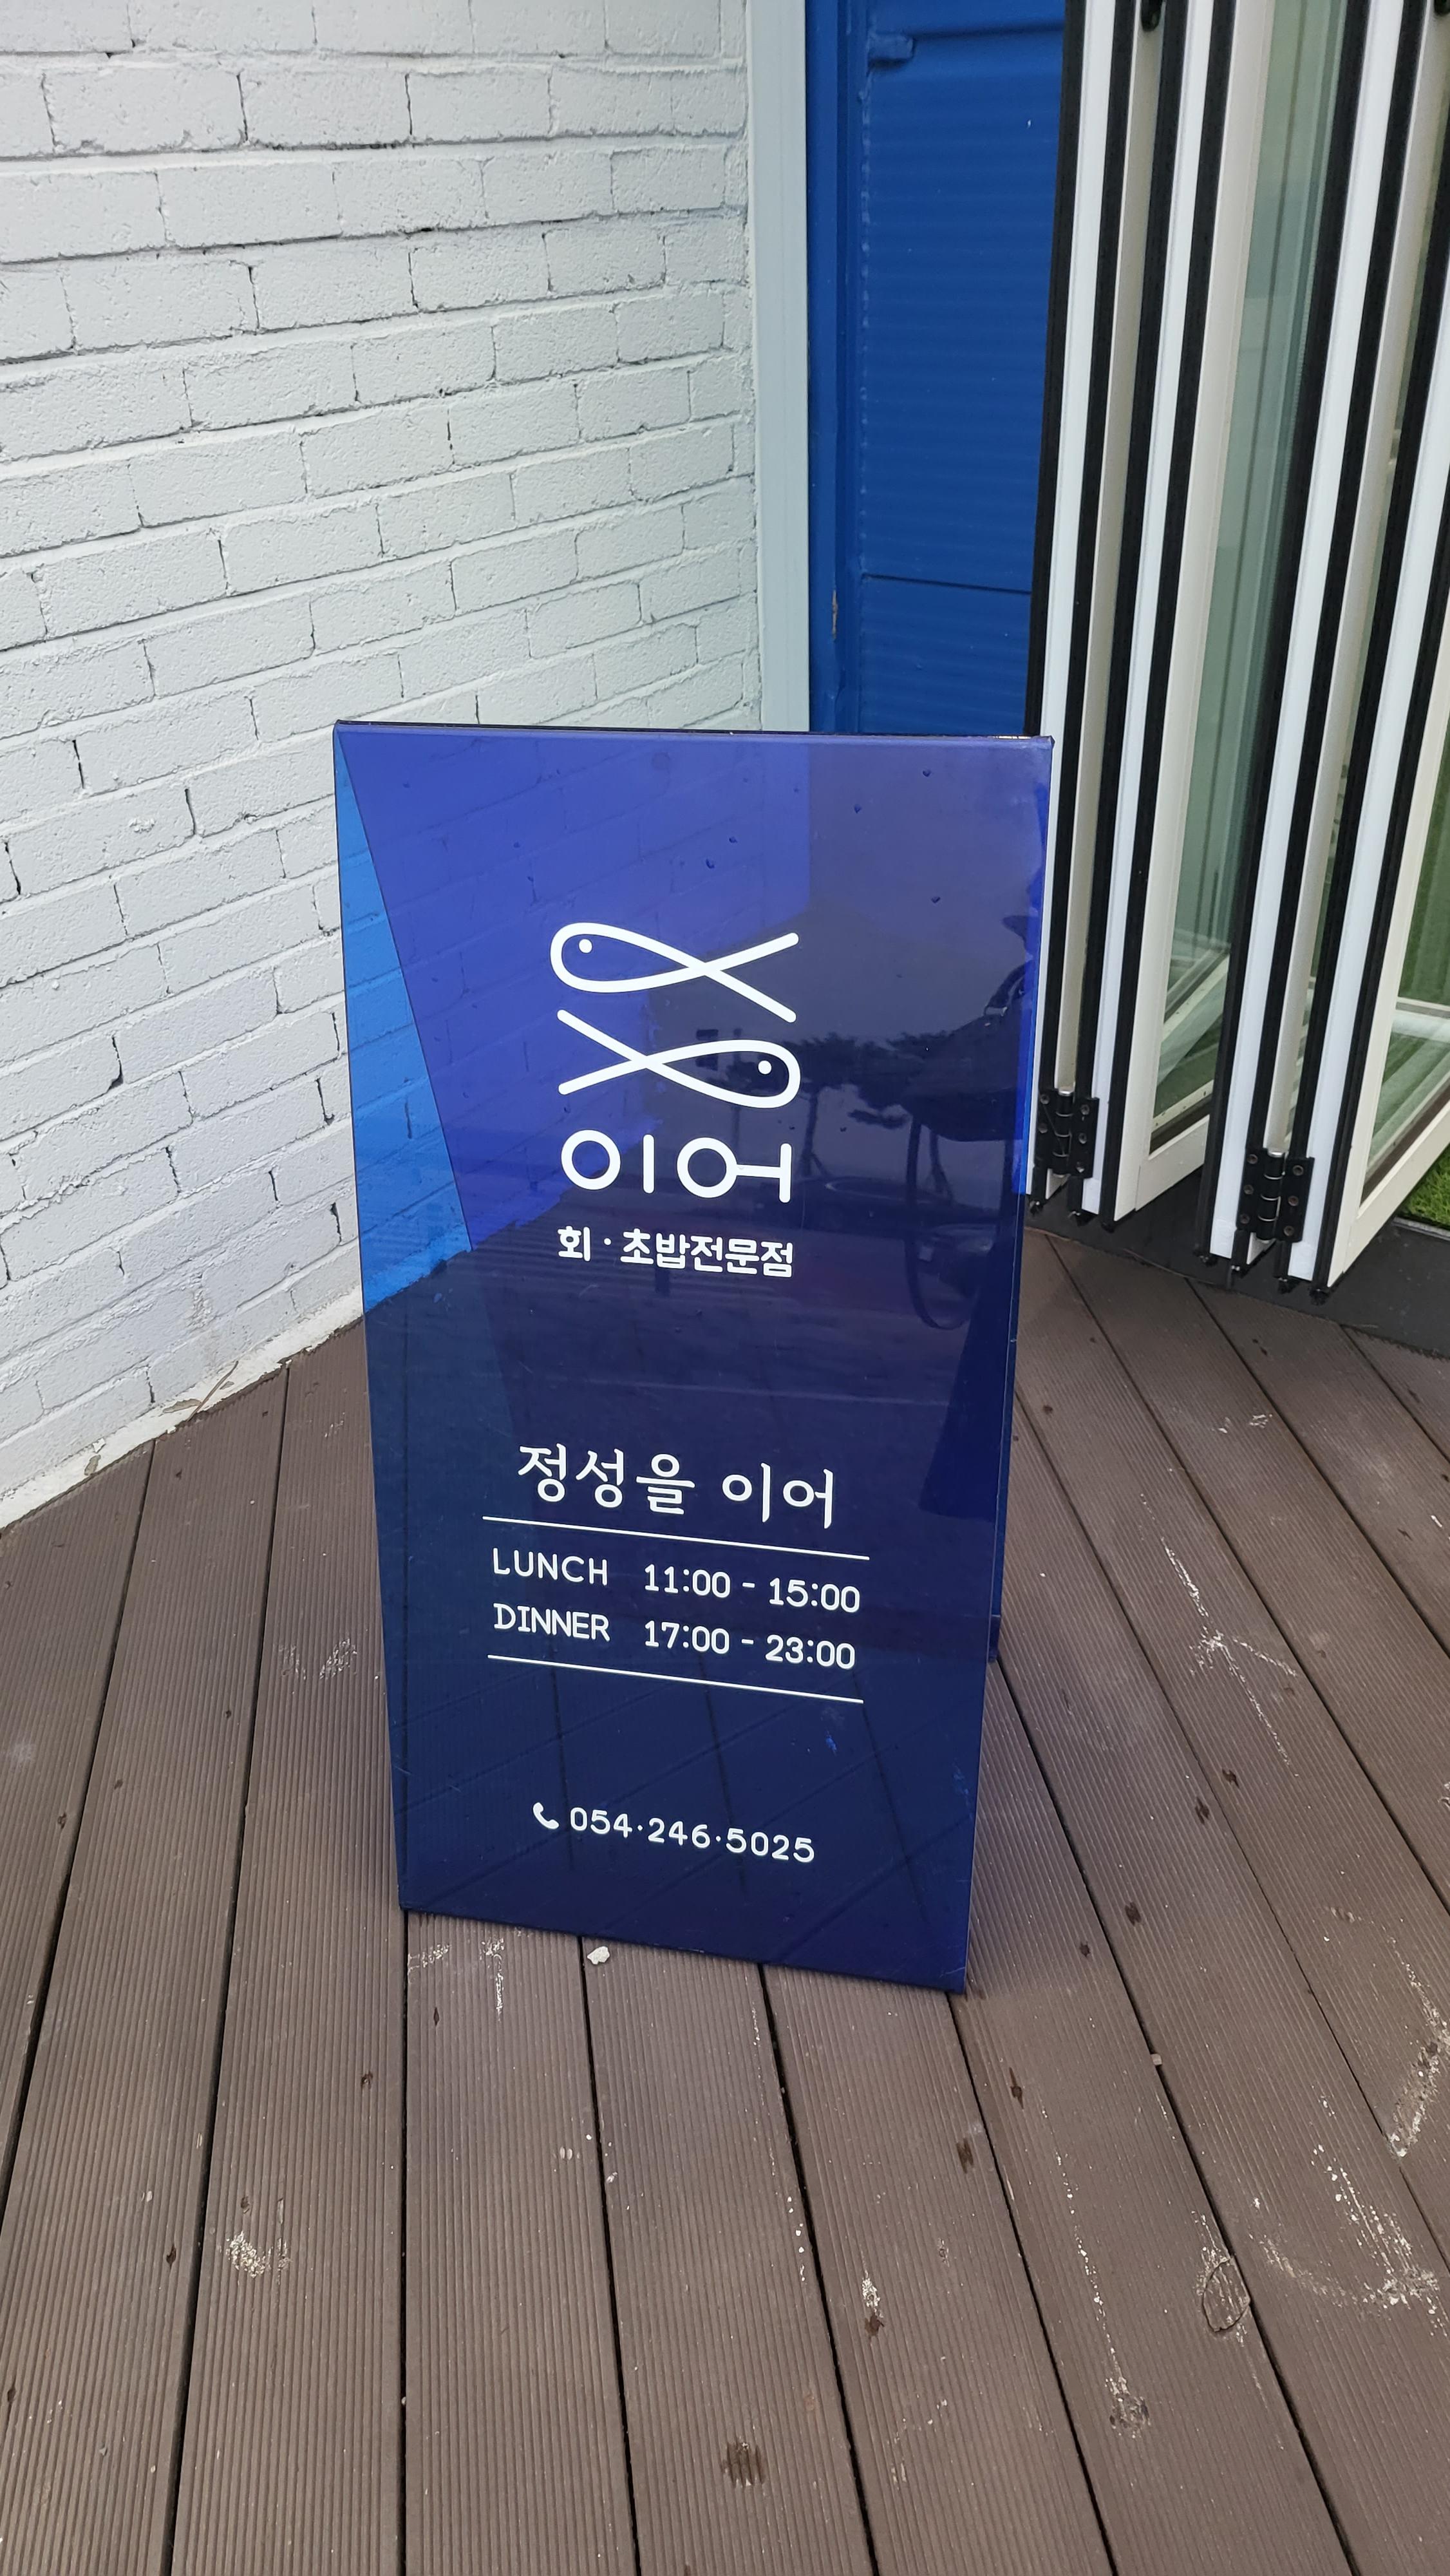 이어
회·초밥전문점
정성을 이어
LUNCH 11:00 - 15:00
DINNER 17:00 - 23:00
054·246·5025